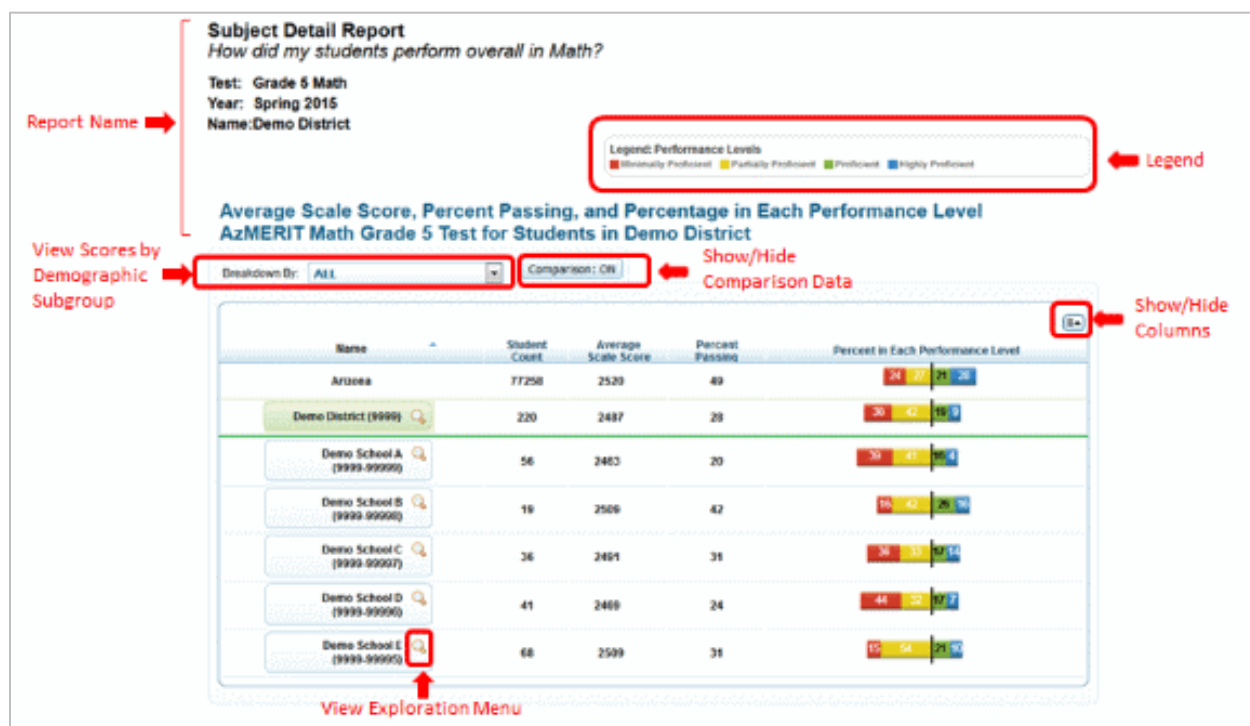 Subject Detail Report
How did my students perform overall in Math?
Test: Grade 5 Math
Year: Spring 2015
Name:Demo District
Report Name
Legend: Performance Levels
Minimally Proficient Partially Proficient Proficient Highly Proficient
Legend
Average Scale Score, Percent Passing, and Percentage in Each Performance Level
AzMERIT Math Grade 5 Test for Students in Demo District
View Scores by
Demographic
Subgroup
Breakdown By: ALL
Comparison: ON
Show/Hide
Comparison Data
Show/Hide
Columns
Name Student Count Average Scale Score Percent Passing Percent in Each Performance Level
Arizona 77258 2520 49 24 27 21 28
Demo District (9999) 220 2487 28 42 19 9
Demo School A 56 2463 20 39 41 4
(9999-99999)
Demo School B 19 2509 42 16 42 26 16
(9999-99998)
Demo School C 36 2491 31 36 33 17 14
(9999-99997)
Demo School D 41 2469 24 44 32 17 7
(9999-99996)
Demo School E 68 2509 31 15 54 21 10
(9999-99995)
View Exploration Menu